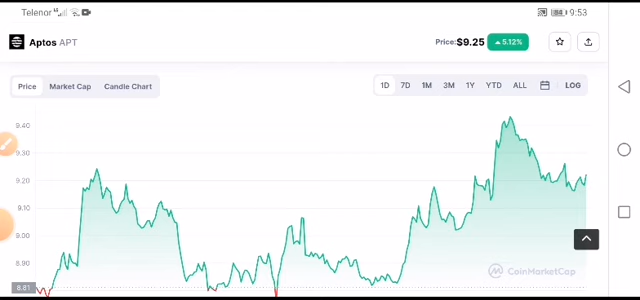 Telenor 9:53
Aptos APT Price:$9.25 5.12%
Price Market Cap Candle Chart 1D 7D 1M 3M 1Y YTD ALL LOG
9.40
9.30
9.20
9.10
9.00
8.90
8.81
CoinMarketCap